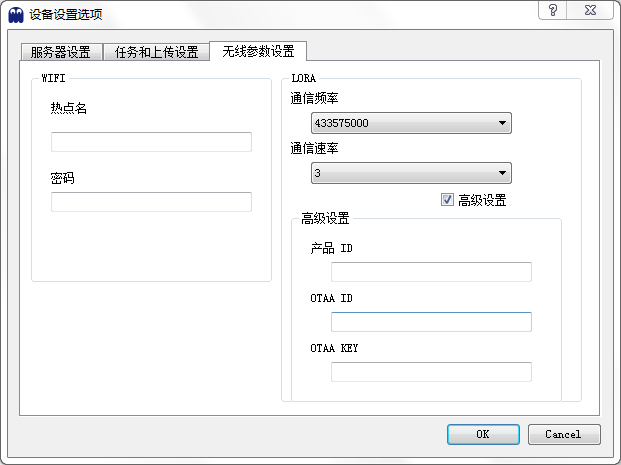 设备设置选项
服务器设置 任务和上传设置 无线参数设置
WIFI
热点名
密码
LORA
通信频率
433575000
通信速率
3
高级设置
高级设置
产品 ID
OTAA ID
OTAA KEY
OK Cancel